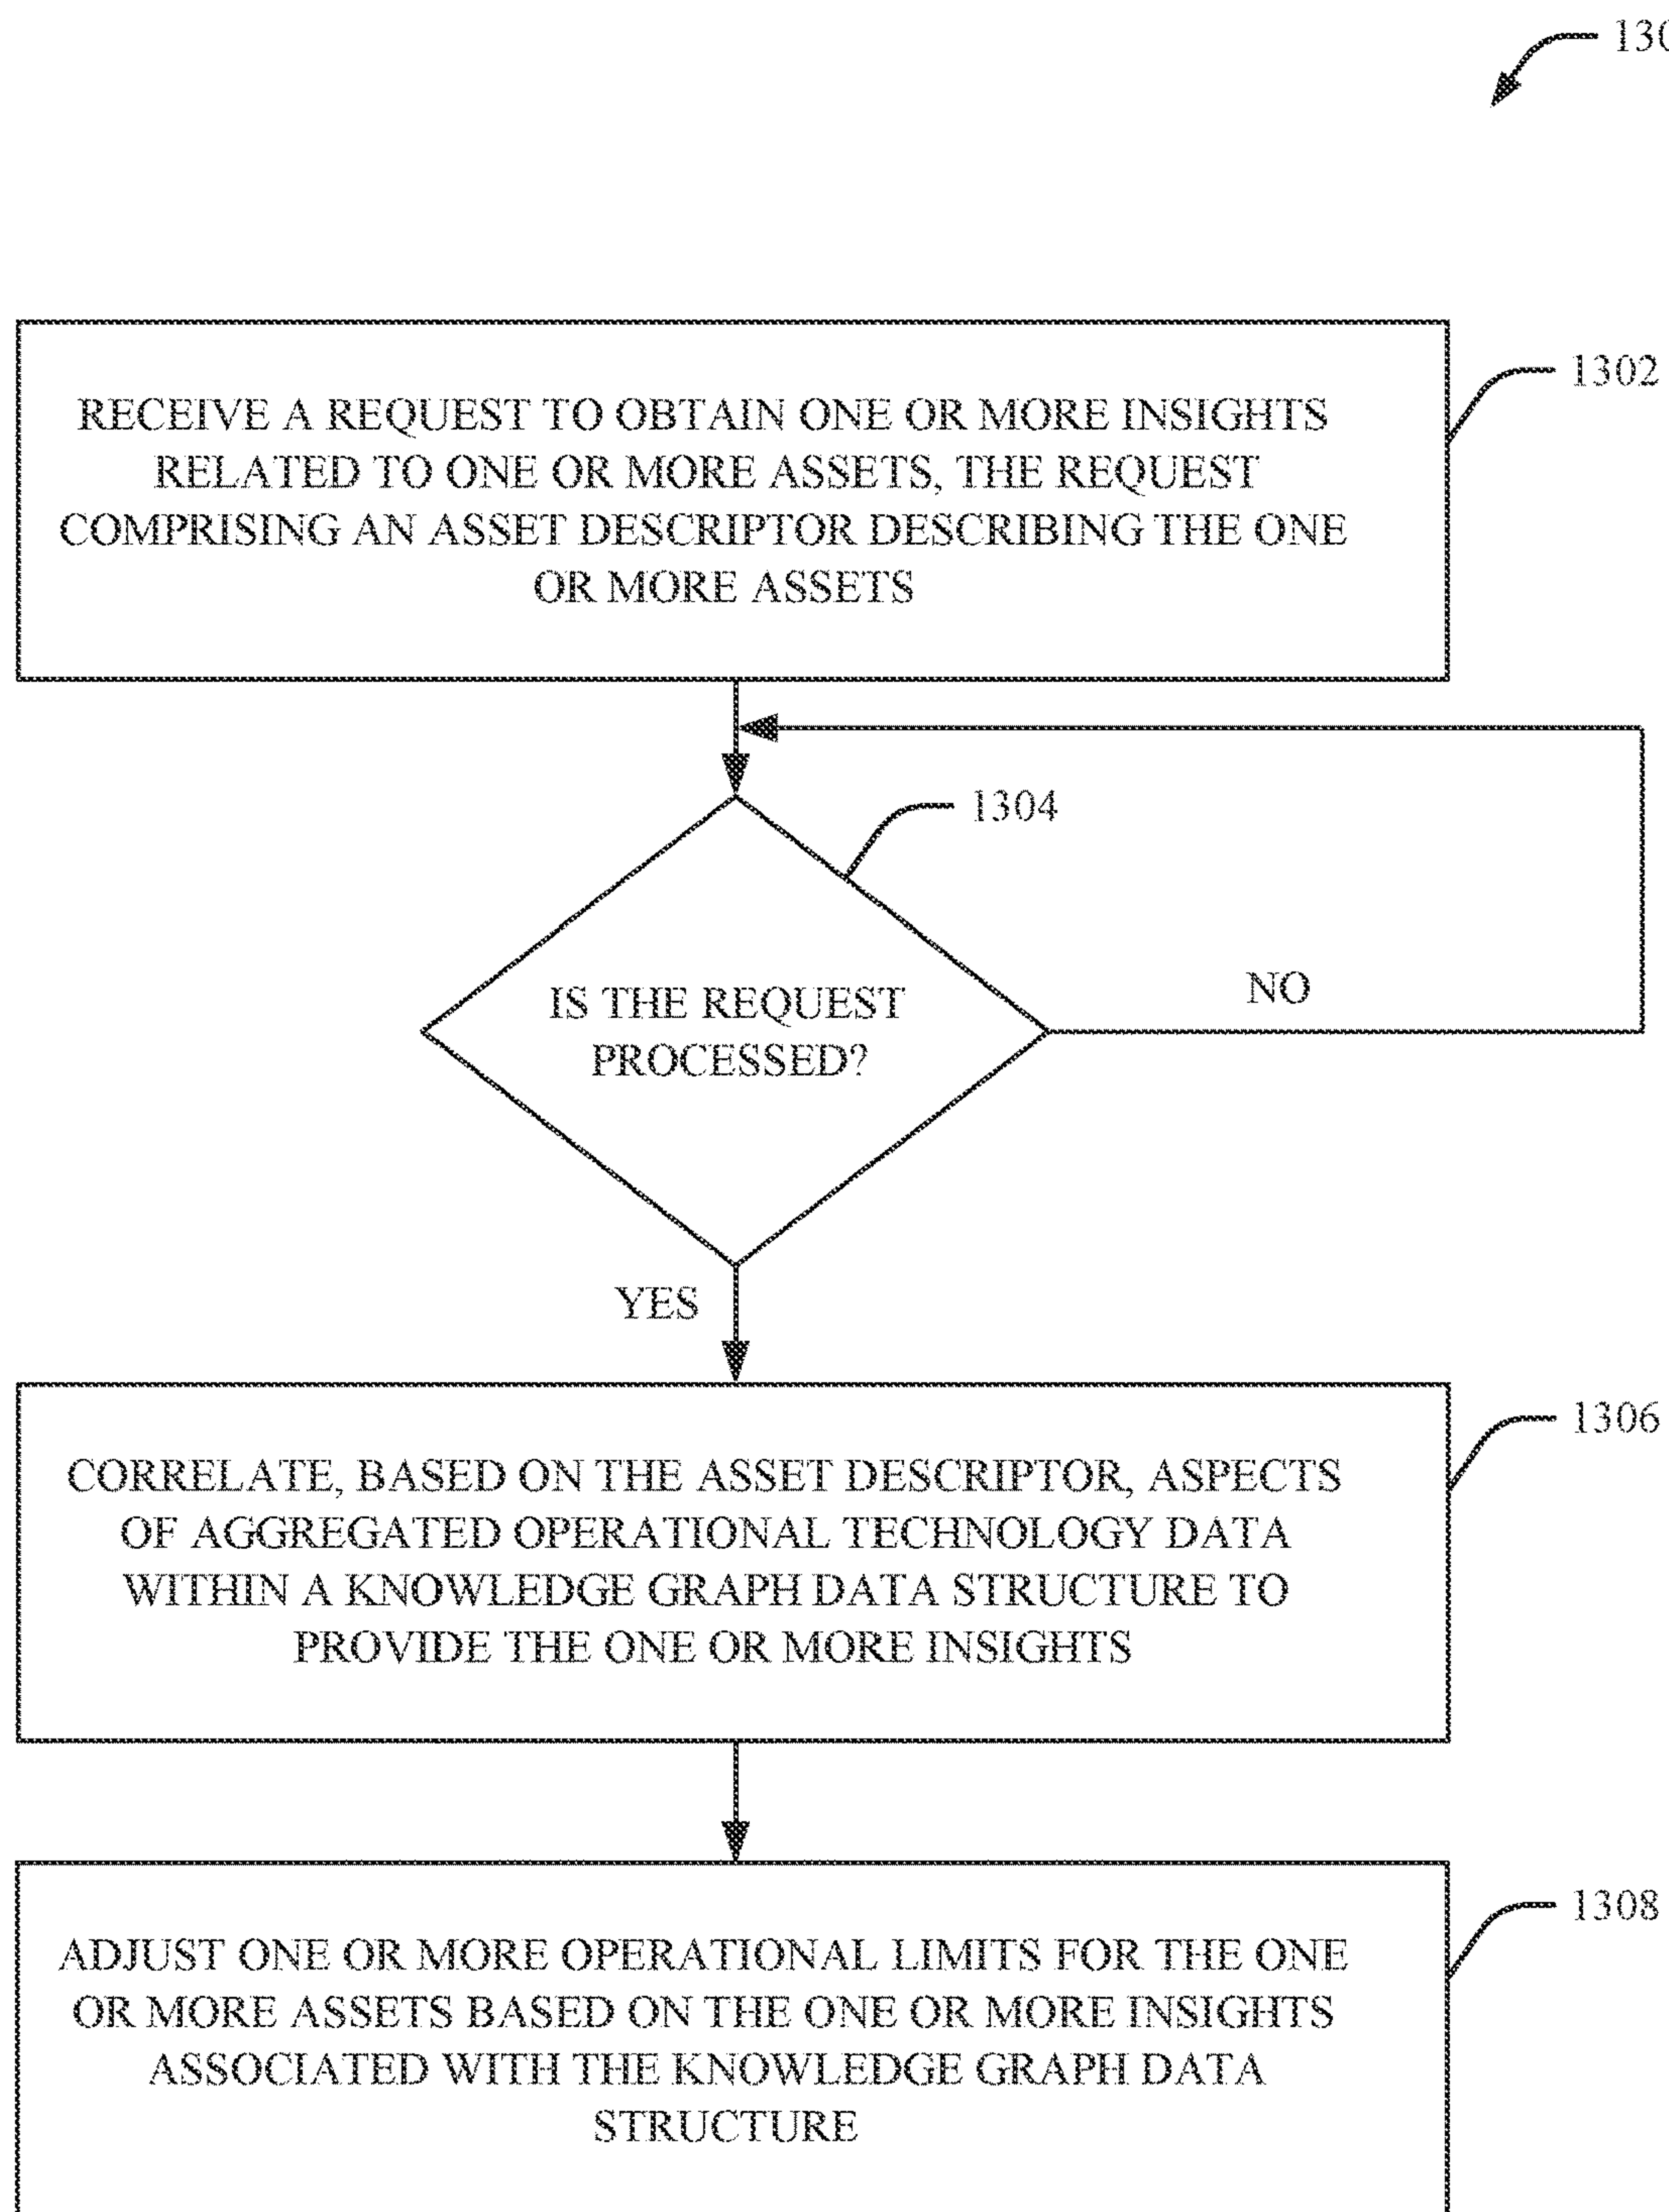 130
1302
RECEIVE A REQUEST TO OBTAIN ONE OR MORE INSIGHTS
RELATED TO ONE OR MORE ASSETS, THE REQUEST
COMPRISING AN ASSET DESCRIPTOR DESCRIBING THE ONE
OR MORE ASSETS
1304
IS THE REQUEST
PROCESSED?
NO
YES
1306
CORRELATE, BASED ON THE ASSET DESCRIPTOR, ASPECTS
OF AGGREGATED OPERATIONAL TECHNOLOGY DATA
WITHIN A KNOWLEDGE GRAPH DATA STRUCTURE TO
PROVIDE THE ONE OR MORE INSIGHTS
1308
ADJUST ONE OR MORE OPERATIONAL LIMITS FOR THE ONE
OR MORE ASSETS BASED ON THE ONE OR MORE INSIGHTS
ASSOCIATED WITH THE KNOWLEDGE GRAPH DATA
STRUCTURE